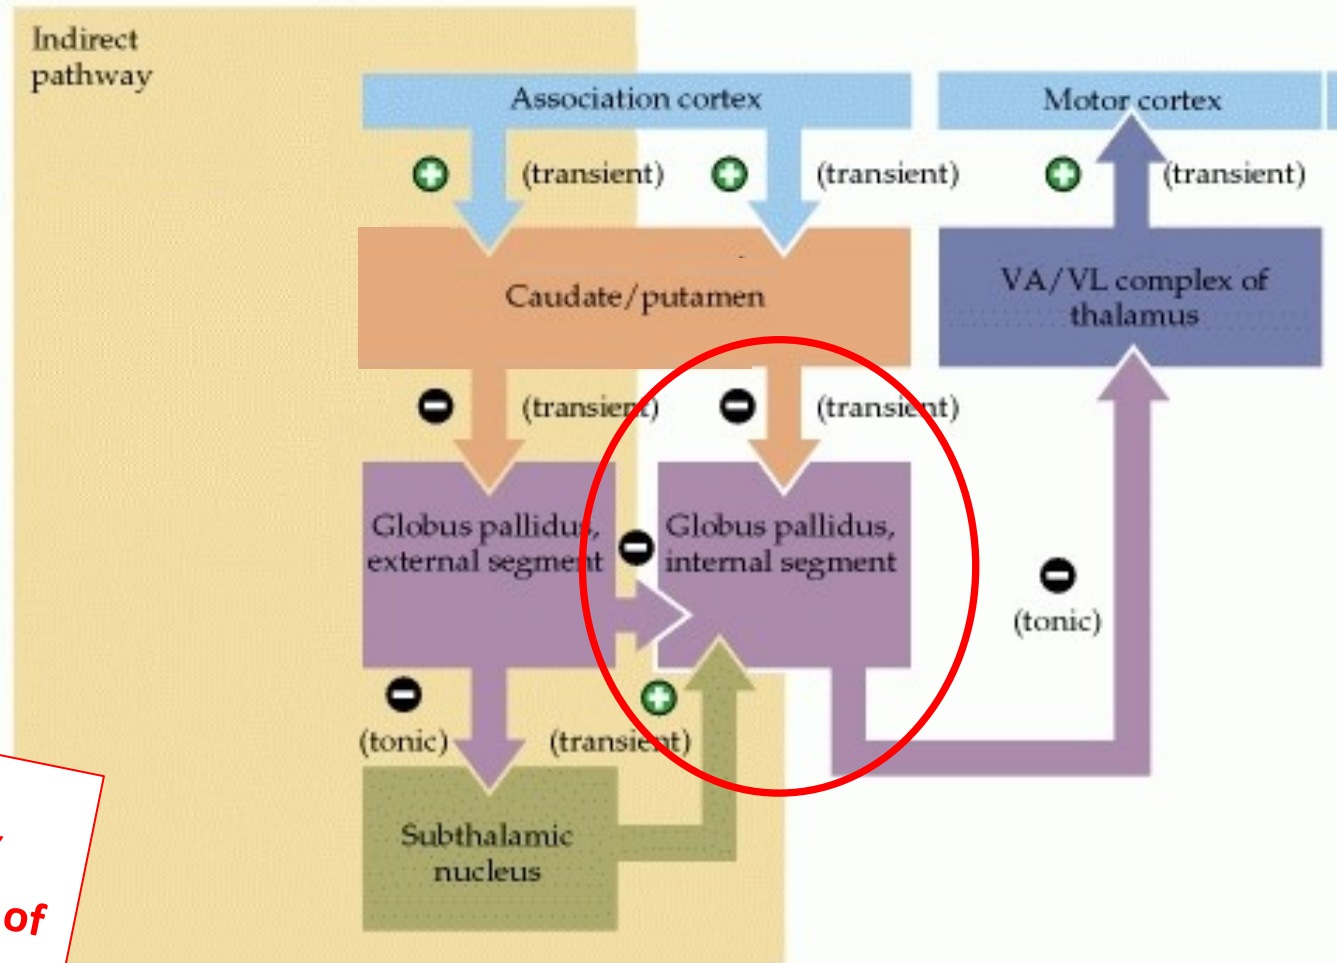 Indirect
pathway
Association cortex
Motor cortex
(transient)
(transient)
(transient)
Caudate/putamen
VA/VL complex of
thalamus
(transient)
(transient)
Globus pallidus,
external segment
Globus pallidus,
internal segment
(tonic)
(tonic)
(transient)
Subthalamic
nucleus
of